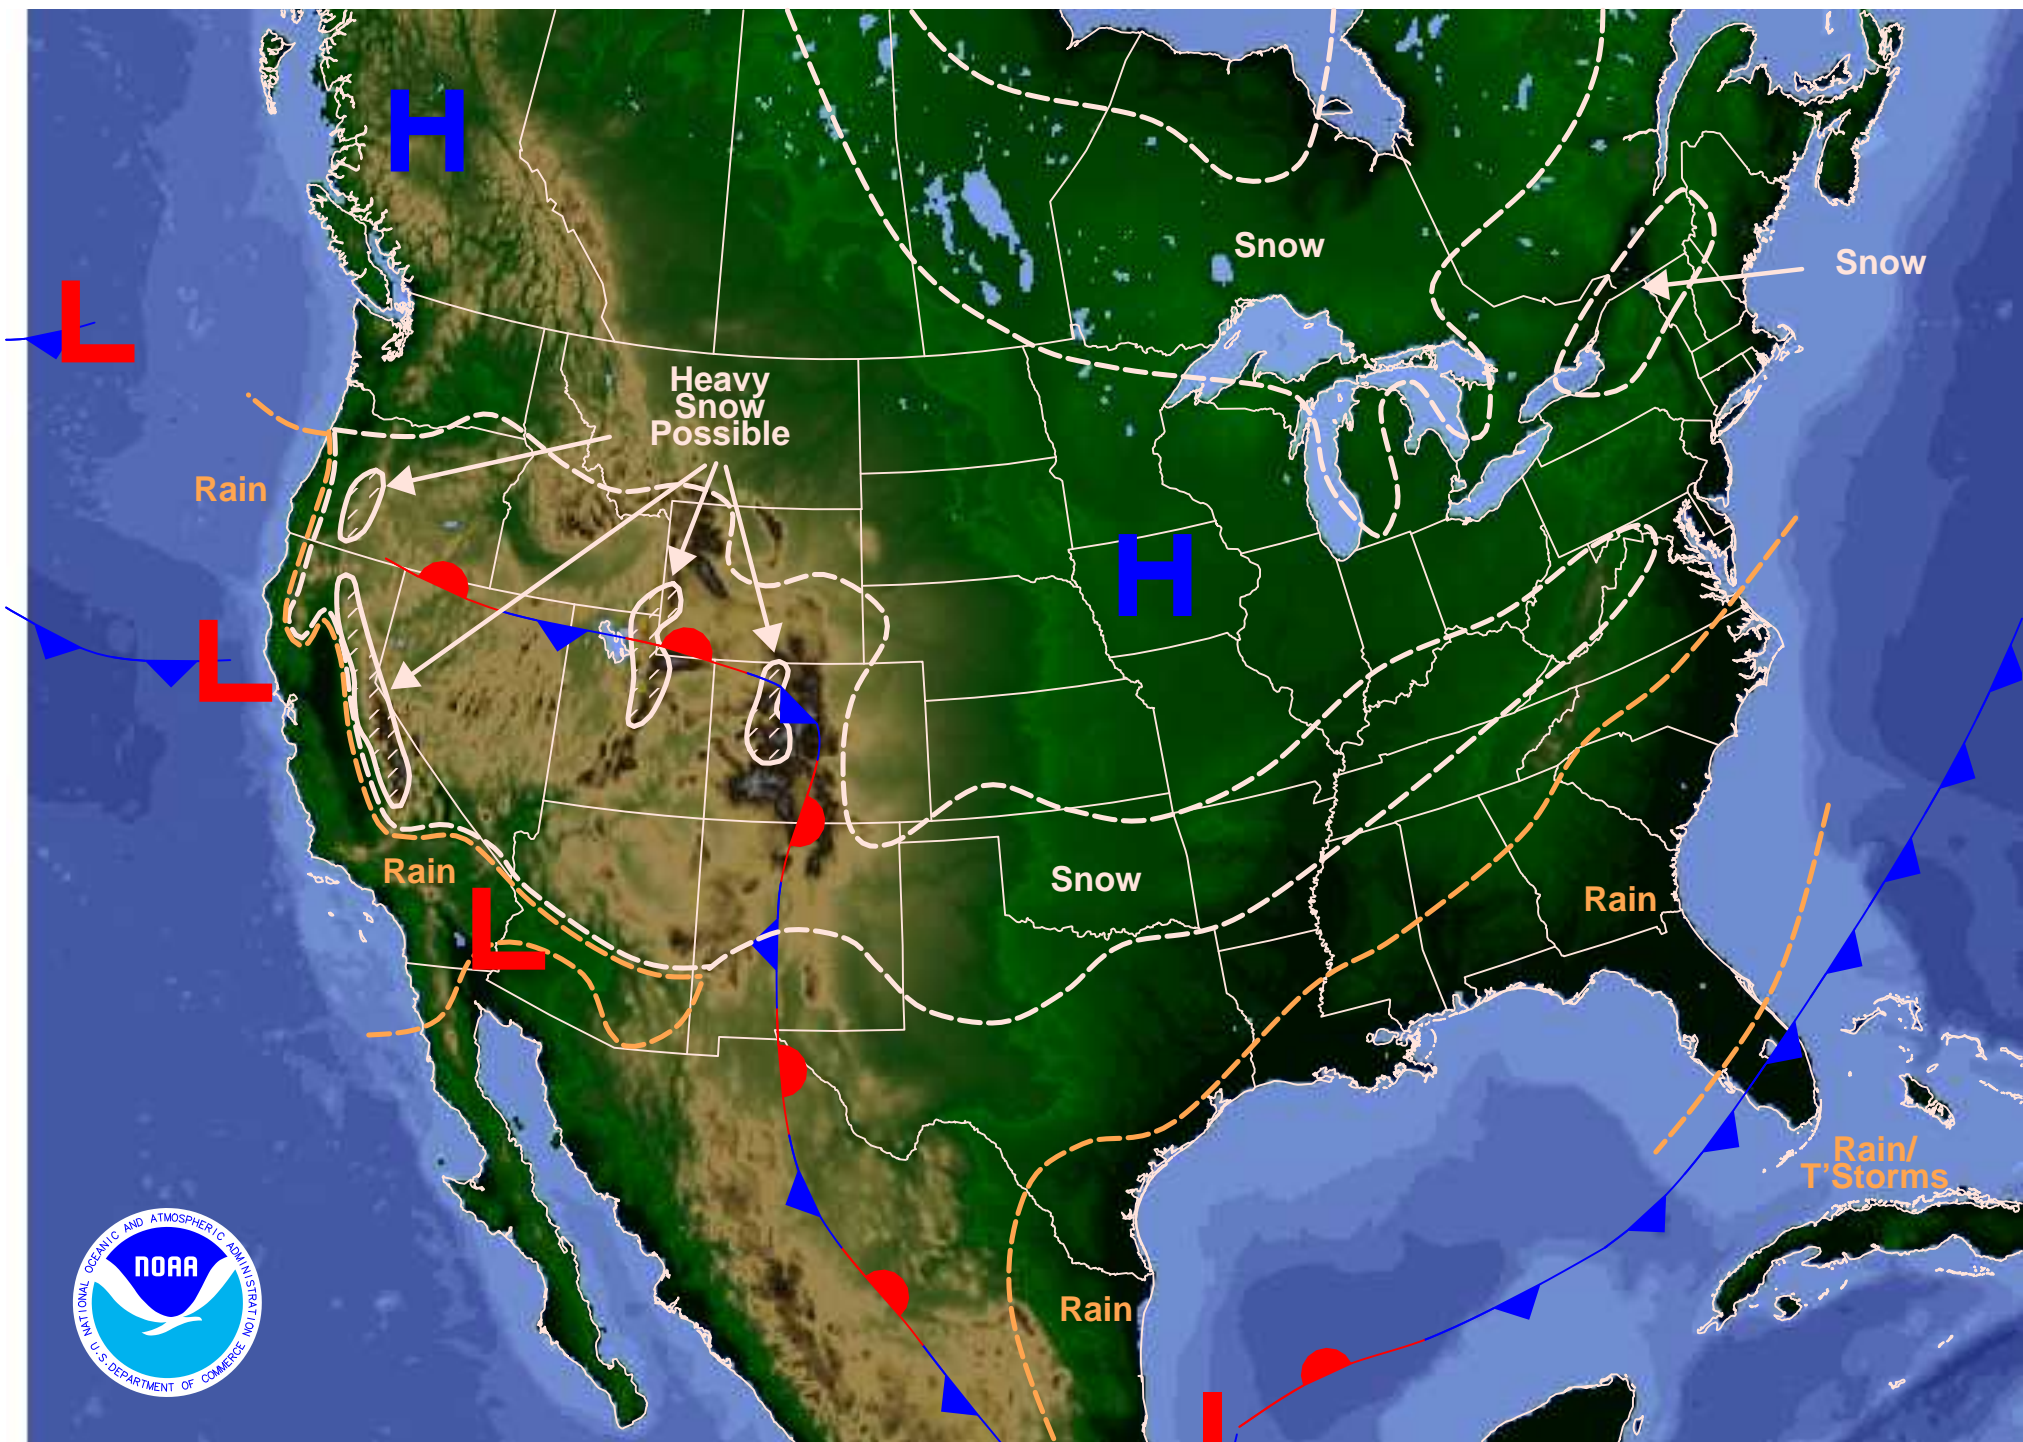 H
Snow
Snow
L
Heavy
Snow
Possible
Rain
H
L
Rain
Snow
Rain
L
Rain/
T'Storms
Rain
L
NATIONAL OCEANIC AND ATMOSPHERIC ADMINISTRATION
NOAA
U.S. DEPARTMENT OF COMMERCE